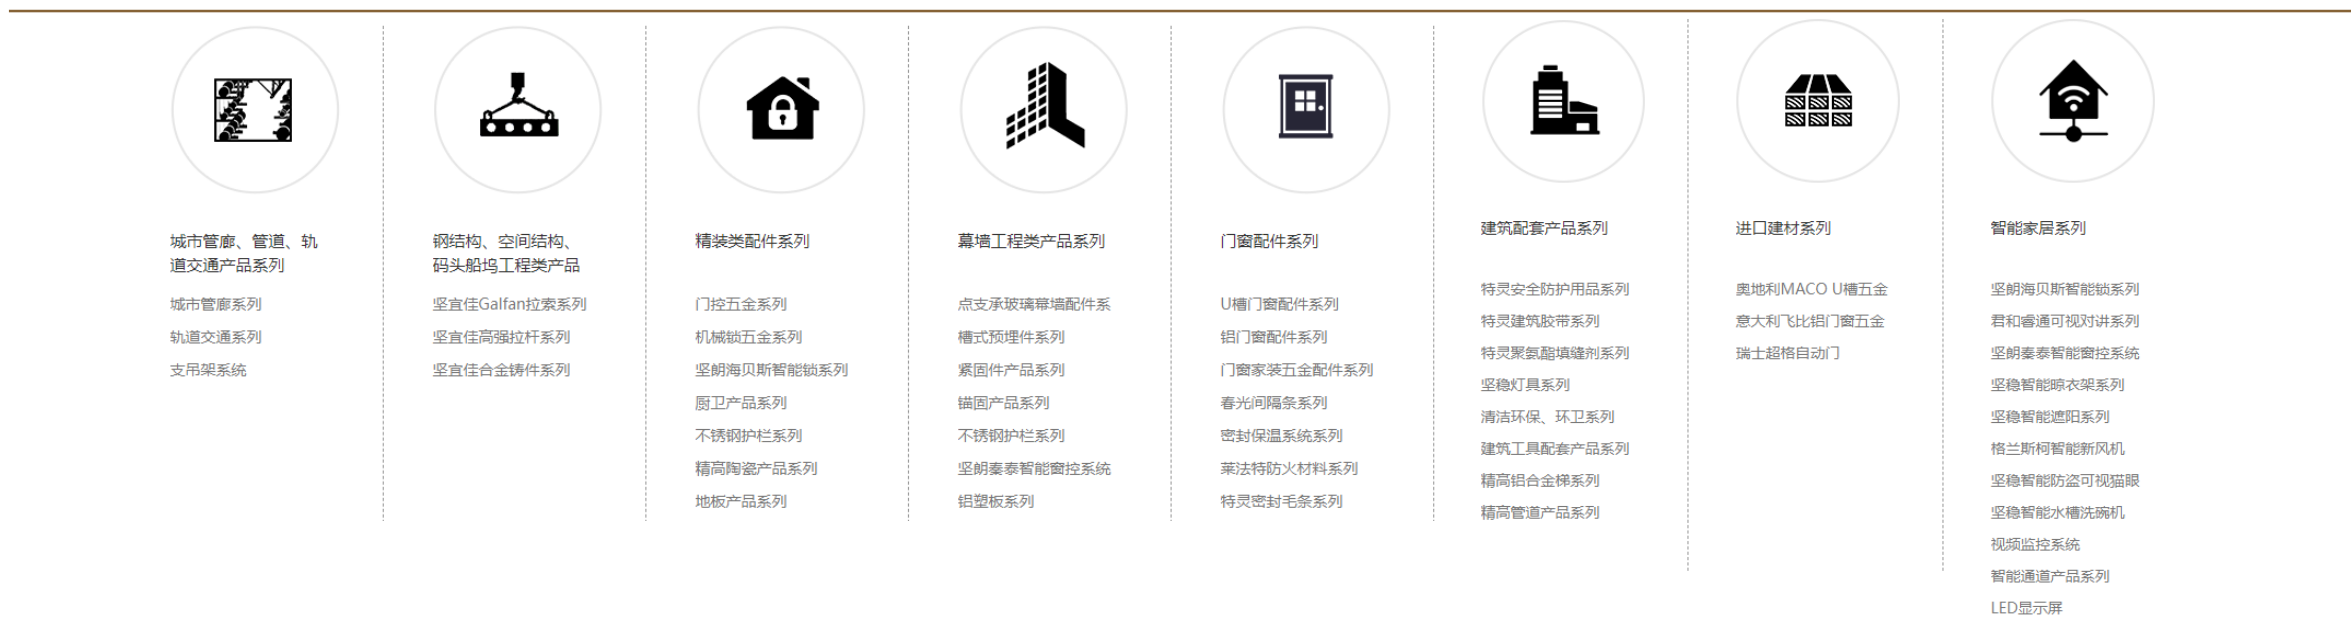 城市管廊、管道、轨
道交通产品系列
城市管廊系列
轨道交通系列
支吊架系统
钢结构、空间结构、
码头船坞工程类产品
坚宜佳Galfan拉索系列
坚宜佳高强拉杆系列
坚宜佳合金铸件系列
精装类配件系列
门控五金系列
机械锁五金系列
坚朗海贝斯智能锁系列
厨卫产品系列
不锈钢护栏系列
精高陶瓷产品系列
地板产品系列
幕墙工程类产品系列
点支承玻璃幕墙配件系
槽式预埋件系列
紧固件产品系列
锚固产品系列
不锈钢护栏系列
坚朗秦泰智能窗控系统
铝塑板系列
门窗配件系列
U槽门窗配件系列
铝门窗配件系列
门窗家装五金配件系列
春光间隔条系列
密封保温系统系列
莱法特防火材料系列
特灵密封毛条系列
建筑配套产品系列
特灵安全防护用品系列
特灵建筑胶带系列
特灵聚氨酯填缝剂系列
坚稳灯具系列
清洁环保、环卫系列
建筑工具配套产品系列
精高铝合金梯系列
精高管道产品系列
进口建材系列
奥地利MACO U槽五金
意大利飞比铝门窗五金
瑞士超格自动门
智能家居系列
坚朗海贝斯智能锁系列
君和睿通可视对讲系列
坚朗秦泰智能窗控系统
坚稳智能晾衣架系列
坚稳智能遮阳系列
格兰斯柯智能新风机
坚稳智能防盗可视猫眼
坚稳智能水槽洗碗机
视频监控系统
智能通道产品系列
LED显示屏